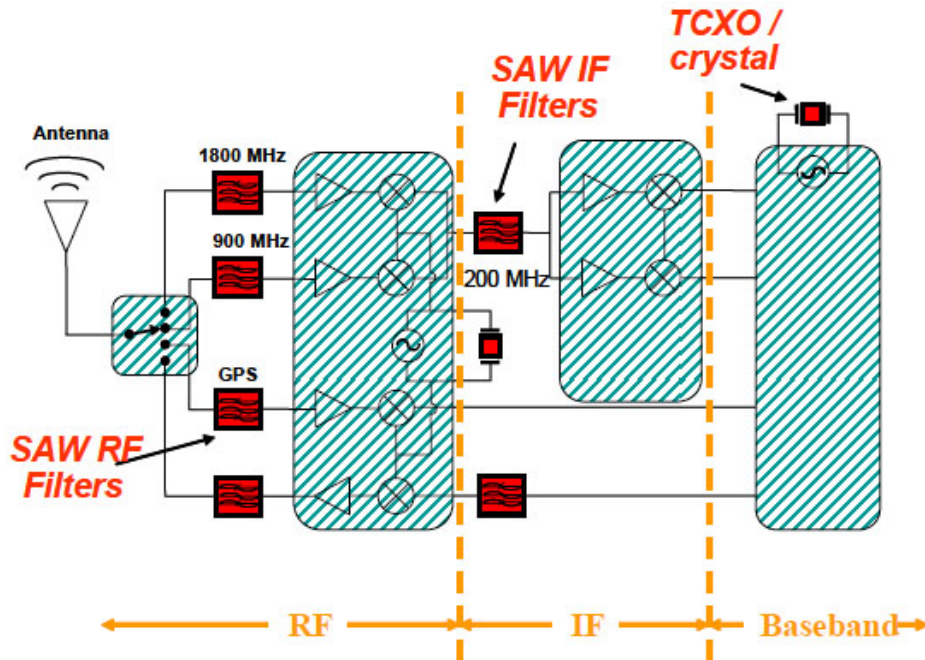 TCXO /
crystal
SAW IF
Filters
Antenna
1800 MHz
900 MHz
200 MHz
GPS
SAW RF
Filters
RF
IF
Baseband